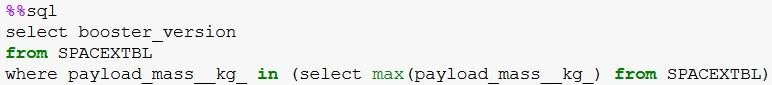 %%sql
select booster_version
from SPACEXTBL
where payload_mass__kg_ in (select max(payload_mass__kg_) from SPACEXTBL)